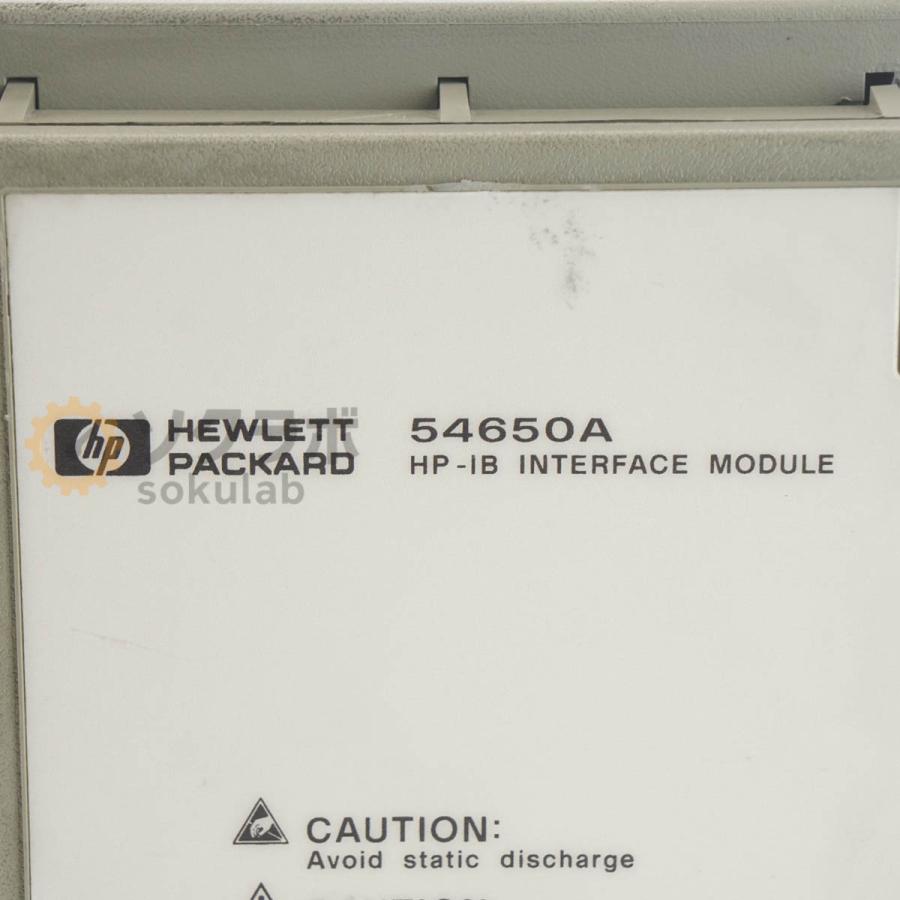 hp HEWLETT PACKARD
54650A
HP-IB INTERFACE MODULE
ソクラボ
sokulab
CAUTION:
Avoid static discharge